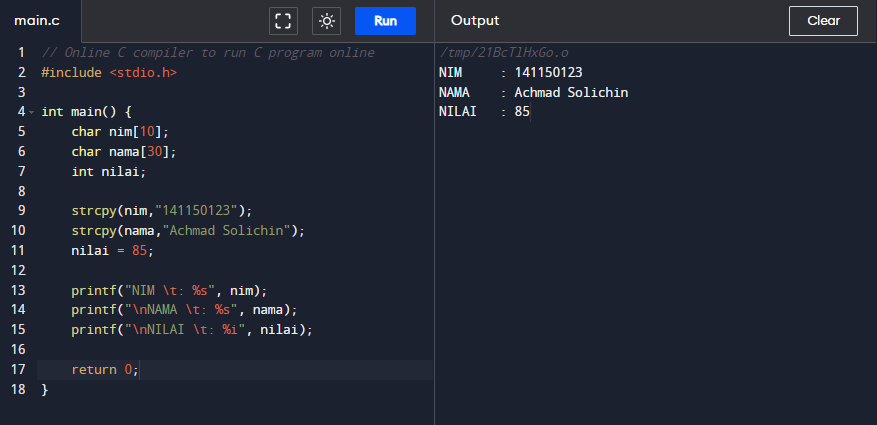 main.c
Run
Output
Clear
1 // Online C compiler to run C program online
2 #include <stdio.h>
3
4 int main() {
5     char nim[10];
6     char nama[30];
7     int nilai;
8
9     strcpy(nim,"141150123");
10     strcpy(nama,"Achmad Solichin");
11     nilai = 85;
12
13     printf("NIM \t: %s", nim);
14     printf("\nNAMA \t: %s", nama);
15     printf("\nNILAI \t: %i", nilai);
16
17     return 0;
18 }
/tmp/21BcTlHxGo.o
NIM     : 141150123
NAMA    : Achmad Solichin
NILAI   : 85